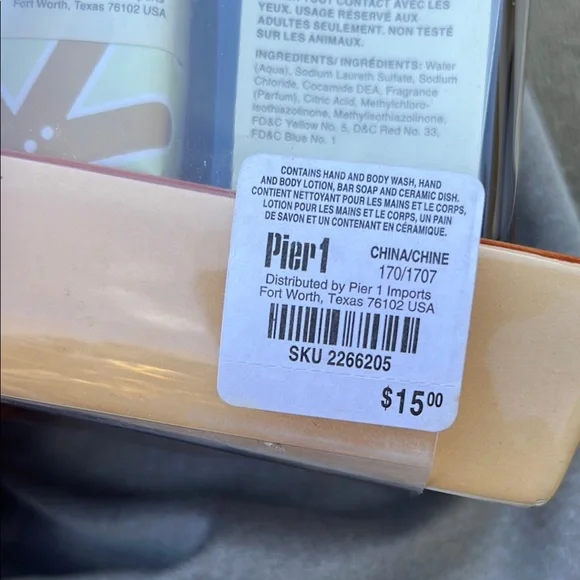 Fort Worth, Texas 76102 USA
TOUT CONTACT AVEC LES
YEUX. USAGE RÉSERVÉ AUX
ADULTES SEULEMENT. NON TESTÉ
SUR LES ANIMAUX.
INGREDIENTS/ INGRÉDIENTS: Water
(Aqua), Sodium Laureth Sulfate, Sodium
Chloride, Cocamide DEA, Fragrance
(Parfum), Citric Acid, Methylchloro-
isothiazolinone, Methylisothiazolinone,
FD&C Yellow No. 5, D&C Red No. 33,
FD&C Blue No. 1
CONTAINS HAND AND BODY WASH, HAND
AND BODY LOTION, BAR SOAP AND CERAMIC DISH.
CONTIENT NETTOYANT POUR LES MAINS ET LE CORPS,
LOTION POUR LES MAINS ET LE CORPS, UN PAIN
DE SAVON ET UN CONTENANT EN CÉRAMIQUE.
Pier 1
CHINA/CHINE
170/1707
Distributed by Pier 1 Imports
Fort Worth, Texas 76102 USA
SKU 2266205
$15.00